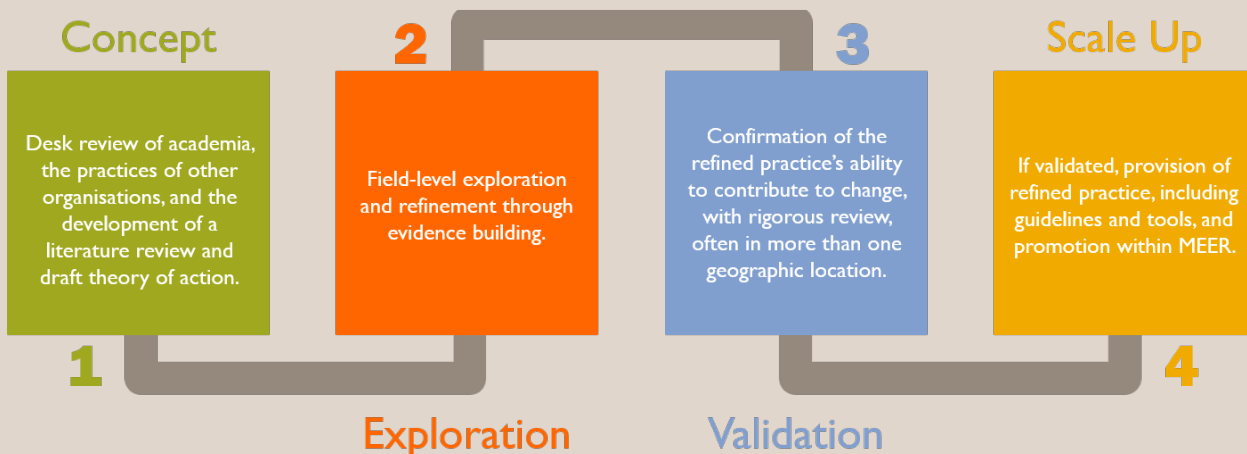 Concept
Desk review of academia,
the practices of other
organisations, and the
development of a
literature review and
draft theory of action.
1
2
Field-level exploration
and refinement through
evidence building.
Exploration
3
Confirmation of the
refined practice's ability
to contribute to change,
with rigorous review,
often in more than one
geographic location.
Validation
Scale Up
If validated, provision of
refined practice, including
guidelines and tools, and
promotion within MEER.
4